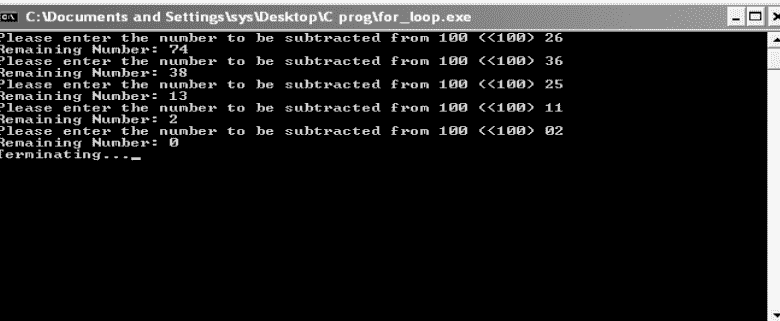 C:\Documents and Settings\sys\Desktop\C prog\for_loop.exe
Please enter the number to be subtracted from 100 (<100) 26
Remaining Number: 74
Please enter the number to be subtracted from 100 (<100) 36
Remaining Number: 38
Please enter the number to be subtracted from 100 (<100) 25
Remaining Number: 13
Please enter the number to be subtracted from 100 (<100) 11
Remaining Number: 2
Please enter the number to be subtracted from 100 (<100) 02
Remaining Number: 0
Terminating..._